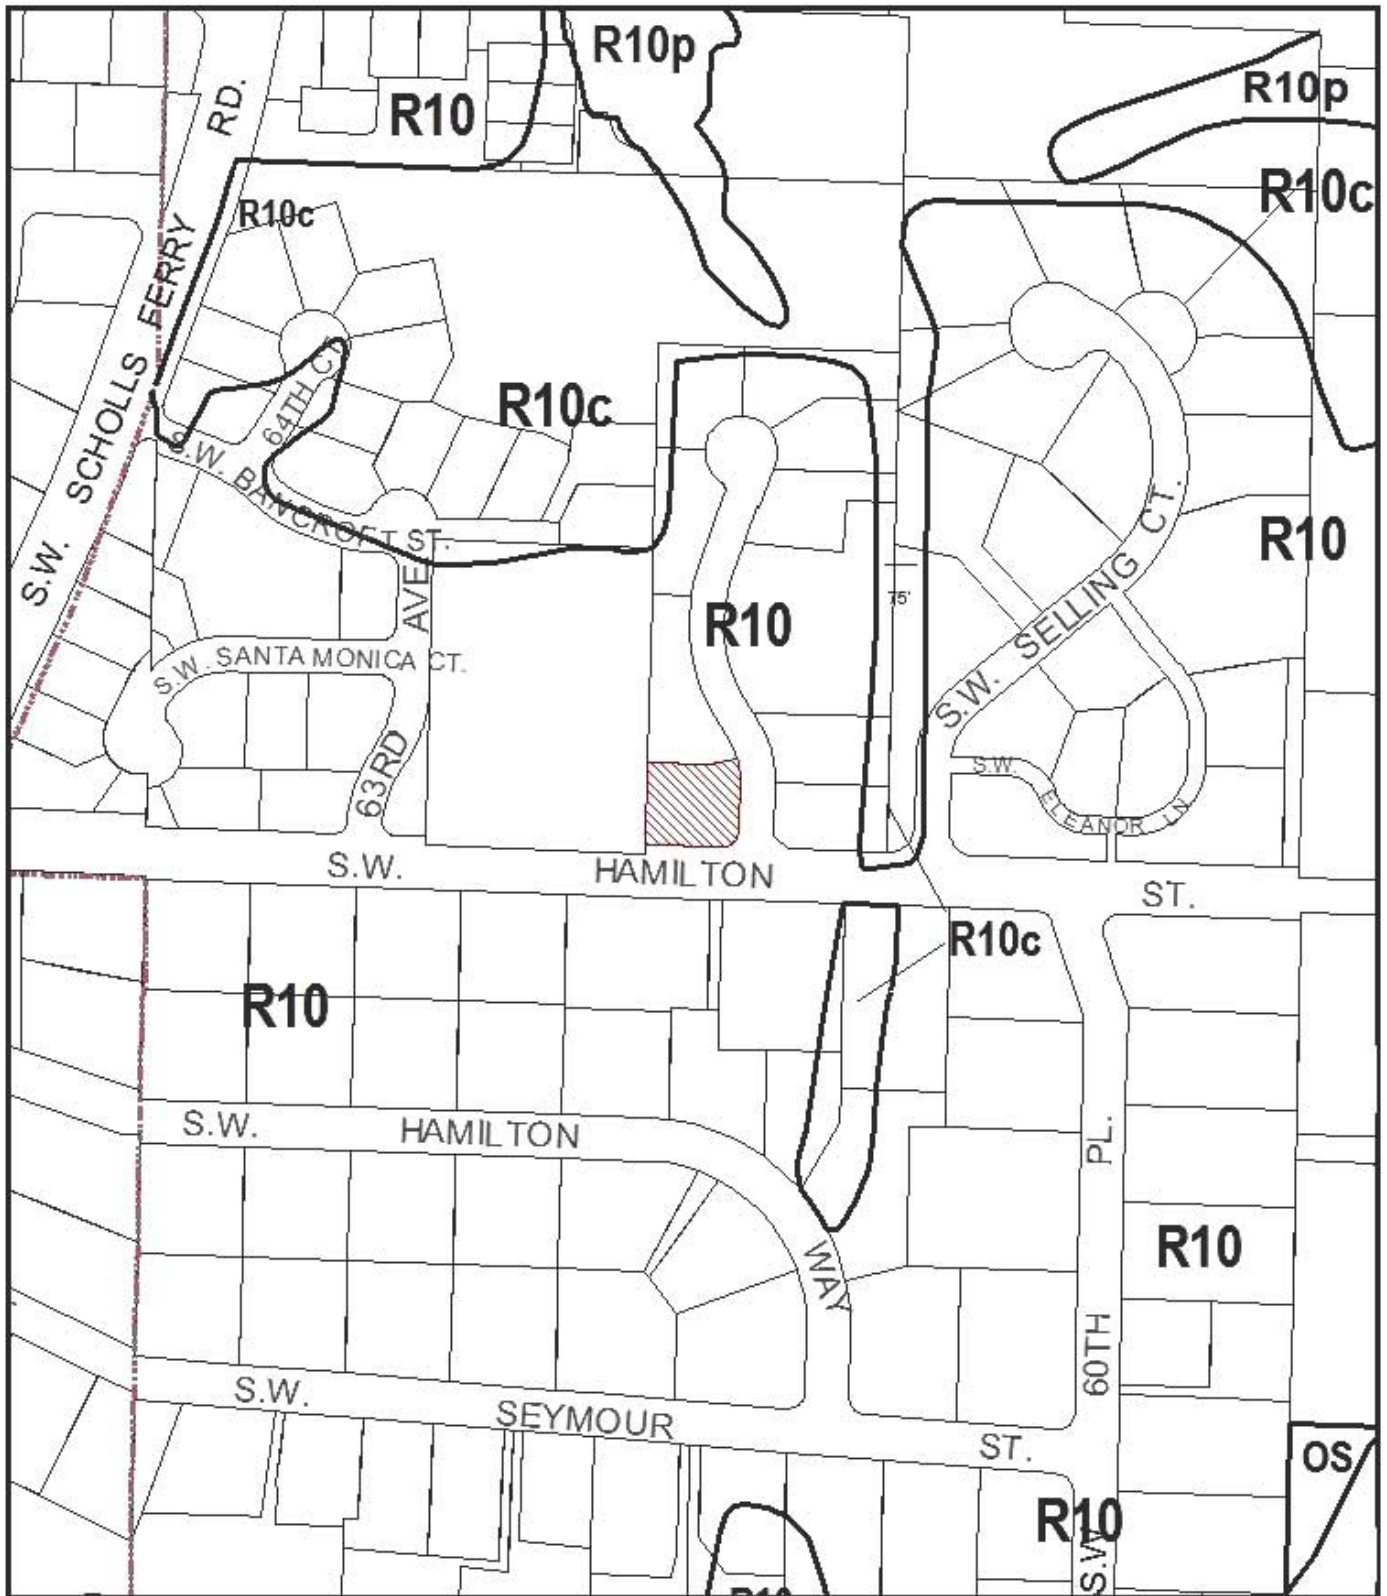 R10p
R10p
RD.
R10
R10c
R10c
S.W. SCHOLLS FERRY
64TH CT.
R10c
S.W. BANCROFT ST.
R10
AVE
R10
75'
S.W. SELLING CT.
S.W. SANTA MONICA CT.
63RD
S.W. ELEANOR LN
S.W. HAMILTON ST.
R10c
R10
S.W. HAMILTON WAY
PL.
R10
60TH
S.W. SEYMOUR ST.
OS
R10
S.W.
R10